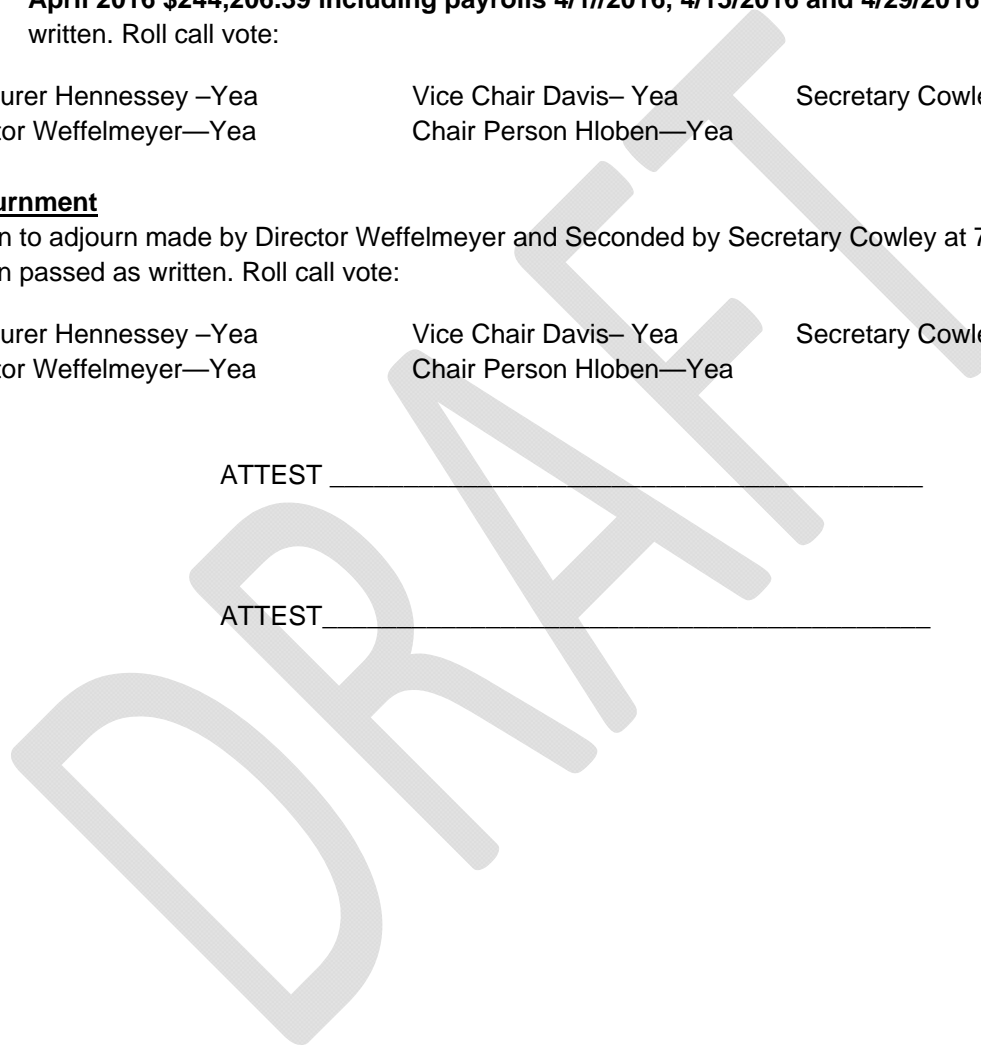 April 2016 $244,206.39 including payrolls 4/1//2016, 4/15/2016 and 4/29/2016
written. Roll call vote:
urer Hennessey –Yea Vice Chair Davis– Yea Secretary Cowle
tor Weffelmeyer—Yea Chair Person Hloben—Yea
urnment
n to adjourn made by Director Weffelmeyer and Seconded by Secretary Cowley at 7
n passed as written. Roll call vote:
urer Hennessey –Yea Vice Chair Davis– Yea Secretary Cowle
tor Weffelmeyer—Yea Chair Person Hloben—Yea
ATTEST ________________________________________
ATTEST_________________________________________
DRAFT